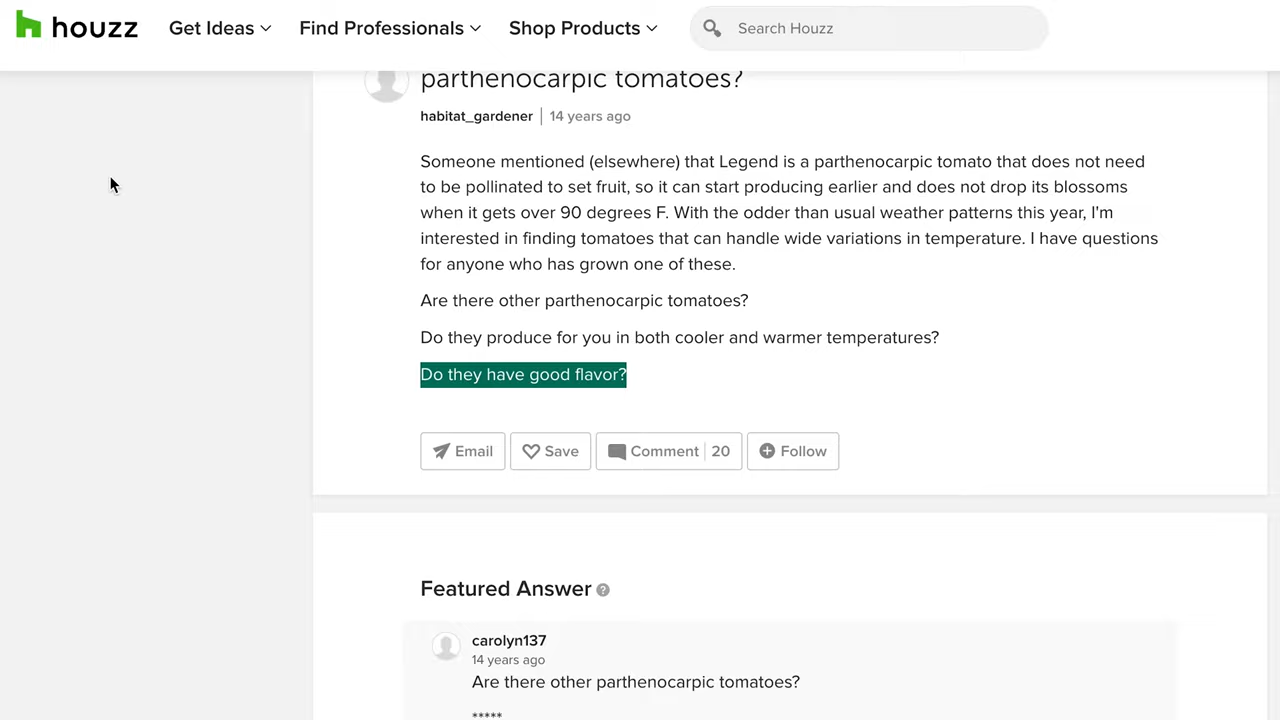 houzz Get Ideas Find Professionals Shop Products Search Houzz
parthenocarpic tomatoes?
habitat_gardener 14 years ago
Someone mentioned (elsewhere) that Legend is a parthenocarpic tomato that does not need
to be pollinated to set fruit, so it can start producing earlier and does not drop its blossoms
when it gets over 90 degrees F. With the odder than usual weather patterns this year, I'm
interested in finding tomatoes that can handle wide variations in temperature. I have questions
for anyone who has grown one of these.
Are there other parthenocarpic tomatoes?
Do they produce for you in both cooler and warmer temperatures?
Do they have good flavor?
Email Save Comment 20 Follow
Featured Answer ?
carolyn137
14 years ago
Are there other parthenocarpic tomatoes?
*****